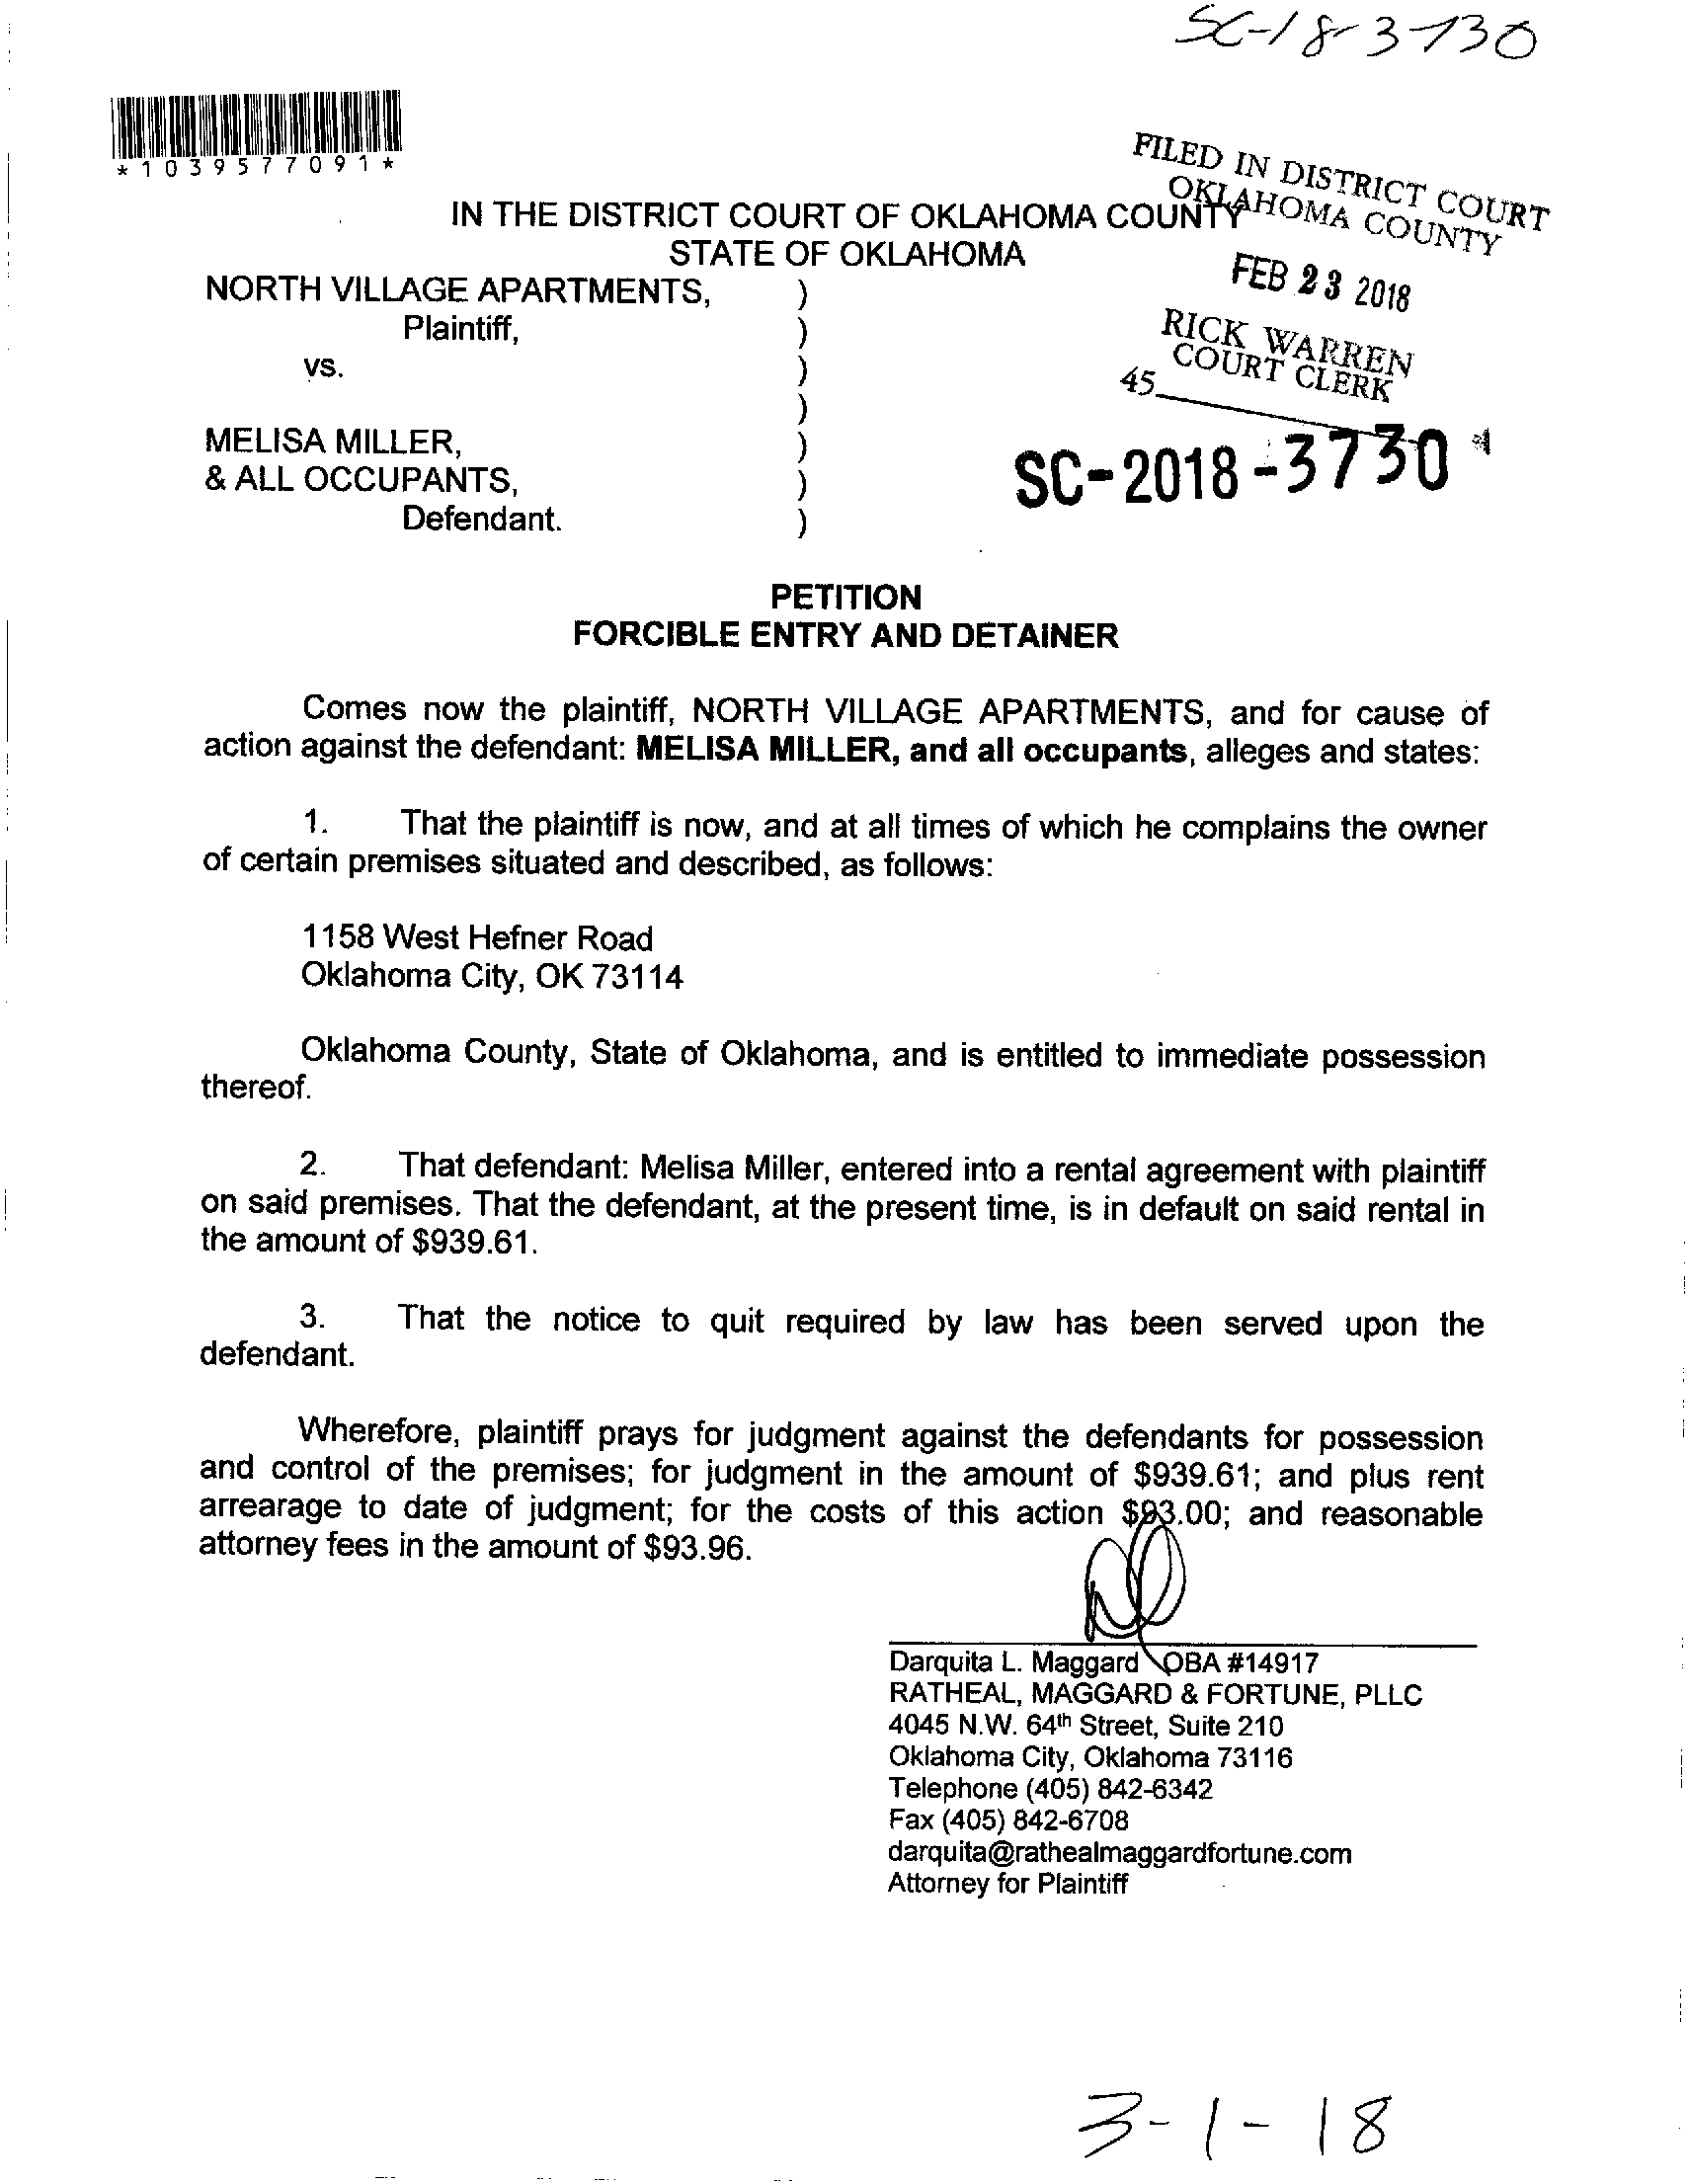 SC-18-3730
*1039577091*
FILED IN DISTRICT COURT
OKLAHOMA COUNTY
IN THE DISTRICT COURT OF OKLAHOMA COUNTY
STATE OF OKLAHOMA
FEB 23 2018
RICK WARREN
COURT CLERK
45
NORTH VILLAGE APARTMENTS, )
Plaintiff, )
vs. )
)
MELISA MILLER, )
& ALL OCCUPANTS, )
Defendant. )
SC-2018-3730
PETITION
FORCIBLE ENTRY AND DETAINER
Comes now the plaintiff, NORTH VILLAGE APARTMENTS, and for cause of
action against the defendant: MELISA MILLER, and all occupants, alleges and states:
1. That the plaintiff is now, and at all times of which he complains the owner
of certain premises situated and described, as follows:
1158 West Hefner Road
Oklahoma City, OK 73114
Oklahoma County, State of Oklahoma, and is entitled to immediate possession
thereof.
2. That defendant: Melisa Miller, entered into a rental agreement with plaintiff
on said premises. That the defendant, at the present time, is in default on said rental in
the amount of $939.61.
3. That the notice to quit required by law has been served upon the
defendant.
Wherefore, plaintiff prays for judgment against the defendants for possession
and control of the premises; for judgment in the amount of $939.61; and plus rent
arrearage to date of judgment; for the costs of this action ; and reasonable
attorney fees in the amount of $93.96.
Darquita L. Maggard OBA #14917
RATHEAL, MAGGARD & FORTUNE, PLLC
4045 N.W. 64th Street, Suite 210
Oklahoma City, Oklahoma 73116
Telephone (405) 842-6342
Fax (405) 842-6708
darquita@rathealmaggardfortune.com
Attorney for Plaintiff
3-1-18